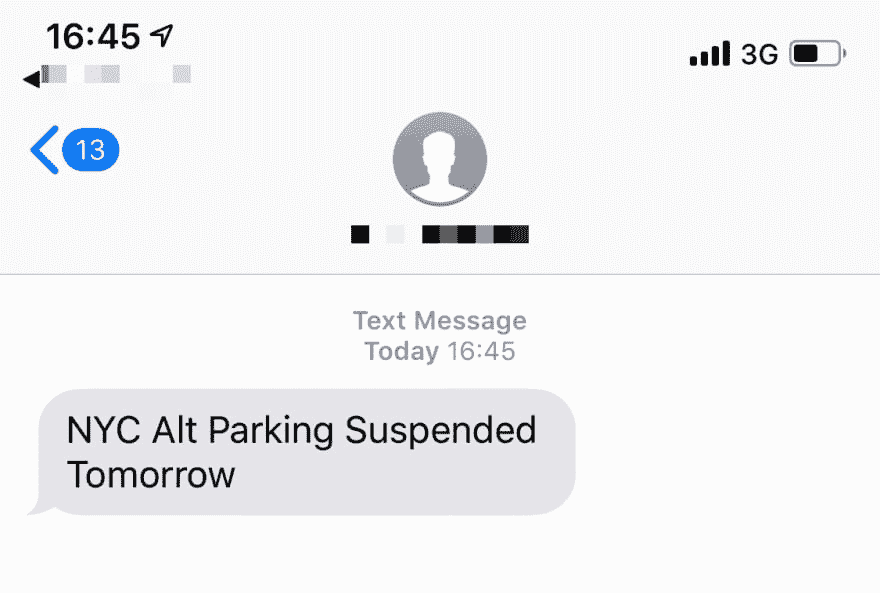 16:45
3G
13
Text Message
Today 16:45
NYC Alt Parking Suspended
Tomorrow